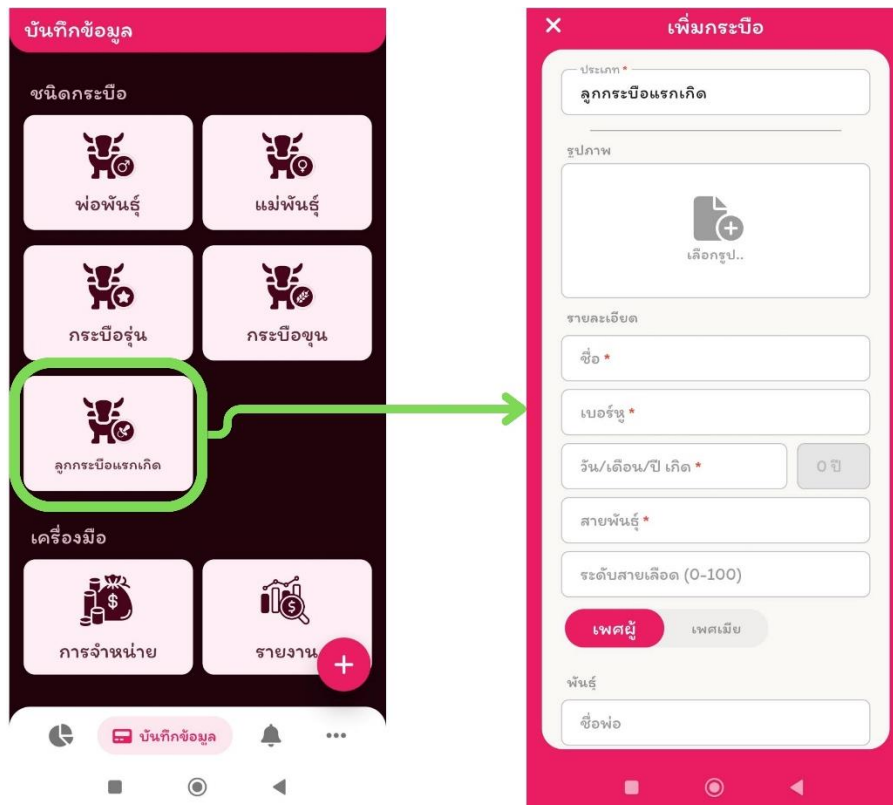 บันทึกข้อมูล
ชนิดกระบือ
พ่อพันธุ์
แม่พันธุ์
กระบือรุ่น
กระบือขุน
ลูกกระบือแรกเกิด
เครื่องมือ
การจำหน่าย
รายงาน
บันทึกข้อมูล
เพิ่มกระบือ
ประเภท *
ลูกกระบือแรกเกิด
รูปภาพ
เลือกรูป..
รายละเอียด
ชื่อ *
เบอร์หู *
วัน/เดือน/ปี เกิด *
0 ปี
สายพันธุ์ *
ระดับสายเลือด (0-100)
เพศผู้
เพศเมีย
พันธุ์
ชื่อพ่อ